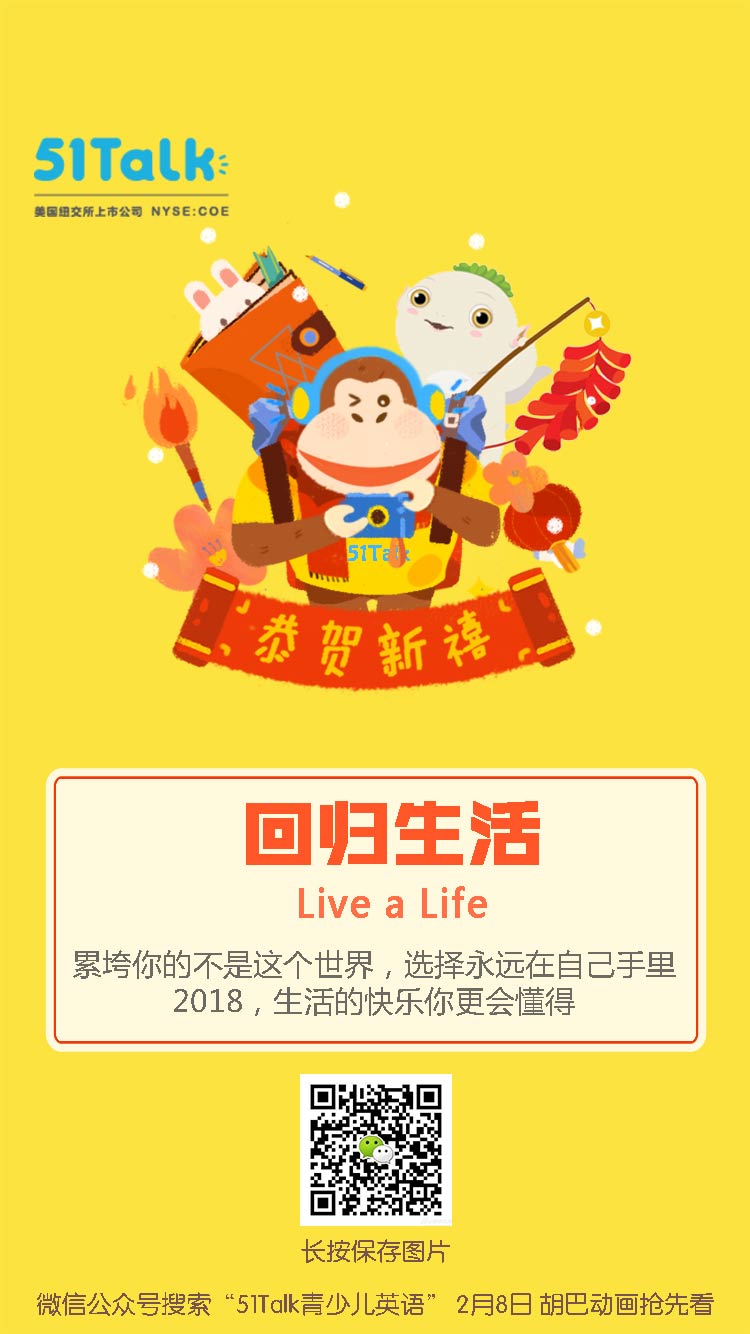 51Talk
美国纽交所上市公司 NYSE:COE
51Talk
恭贺新禧
回归生活
Live a Life
累垮你的不是这个世界，选择永远在自己手里
2018，生活的快乐你更会懂得
长按保存图片
微信公众号搜索“51Talk青少儿英语” 2月8日 胡巴动画抢先看